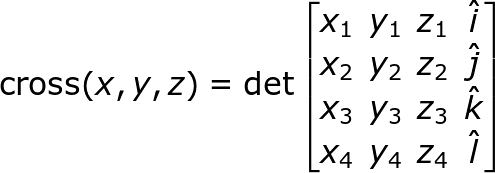 cross(x, y, z) = det [x₁ y₁ z₁ î
x₂ y₂ z₂ ĵ
x₃ y₃ z₃ k̂
x₄ y₄ z₄ l̂]